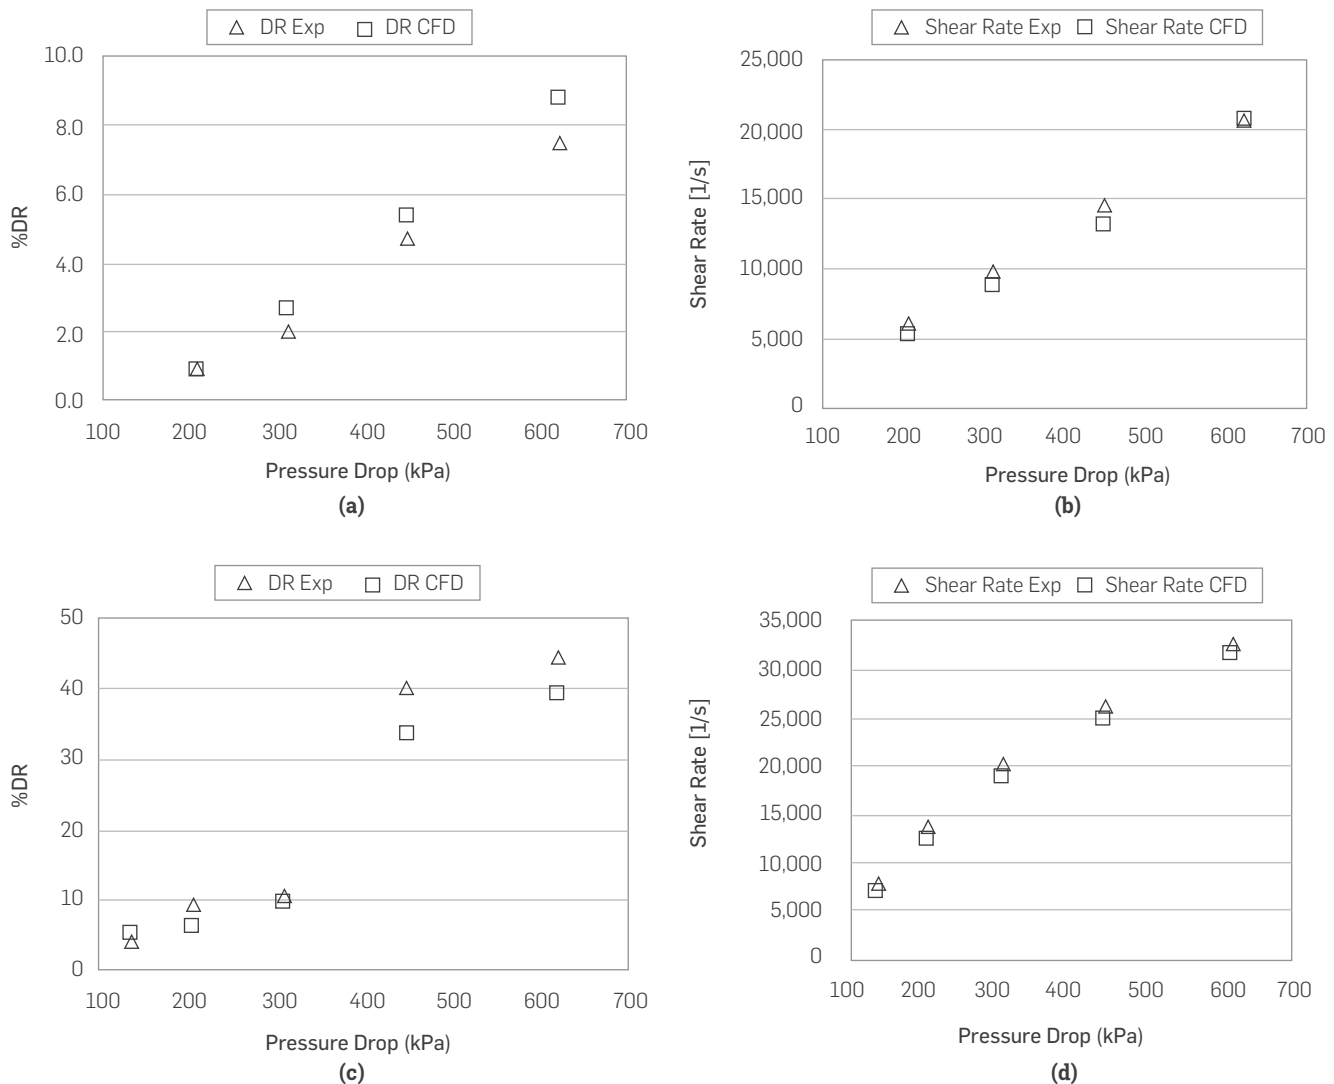 DR Exp DR CFD
10.0
8.0
6.0
4.0
2.0
0.0
%DR
100 200 300 400 500 600 700
Pressure Drop (kPa)
(a)
Shear Rate Exp Shear Rate CFD
25,000
20,000
15,000
10,000
5,000
0
Shear Rate [1/s]
100 200 300 400 500 600 700
Pressure Drop (kPa)
(b)
DR Exp DR CFD
50
40
30
20
10
0
%DR
100 200 300 400 500 600 700
Pressure Drop (kPa)
(c)
Shear Rate Exp Shear Rate CFD
35,000
30,000
25,000
20,000
15,000
10,000
5,000
0
Shear Rate [1/s]
100 200 300 400 500 600 700
Pressure Drop (kPa)
(d)